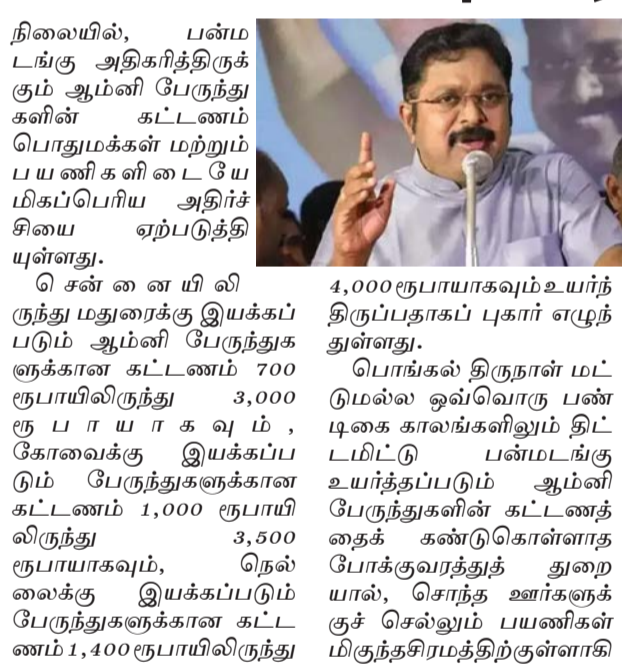 நிலையில், பன்ம
டங்கு அதிகரித்திருக்
கும் ஆம்னி பேருந்து
களின் கட்டணம்
பொதுமக்கள் மற்றும்
பயணிகளிடையே
மிகப்பெரிய அதிர்ச்
சியை ஏற்படுத்தி
யுள்ளது.
சென்னையிலி
ருந்து மதுரைக்கு இயக்கப்
படும் ஆம்னி பேருந்துக
ளுக்கான கட்டணம் 700
ரூபாயிலிருந்து 3,000
ரூபாயாகவும்,
கோவைக்கு இயக்கப்ப
டும் பேருந்துகளுக்கான
கட்டணம் 1,000 ரூபாயி
லிருந்து 3,500
ரூபாயாகவும், நெல்
லைக்கு இயக்கப்படும்
பேருந்துகளுக்கான கட்ட
ணம் 1,400 ரூபாயிலிருந்து
4,000 ரூபாயாகவும் உயர்ந்
திருப்பதாகப் புகார் எழுந்
துள்ளது.
பொங்கல் திருநாள் மட்
டுமல்ல ஒவ்வொரு பண்
டிகை காலங்களிலும் திட்
டமிட்டு பன்மடங்கு
உயர்த்தப்படும் ஆம்னி
பேருந்துகளின் கட்டணத்
தைக் கண்டுகொள்ளாத
போக்குவரத்துத் துறை
யால், சொந்த ஊர்களுக்
குச் செல்லும் பயணிகள்
மிகுந்தசிரமத்திற்குள்ளாகி